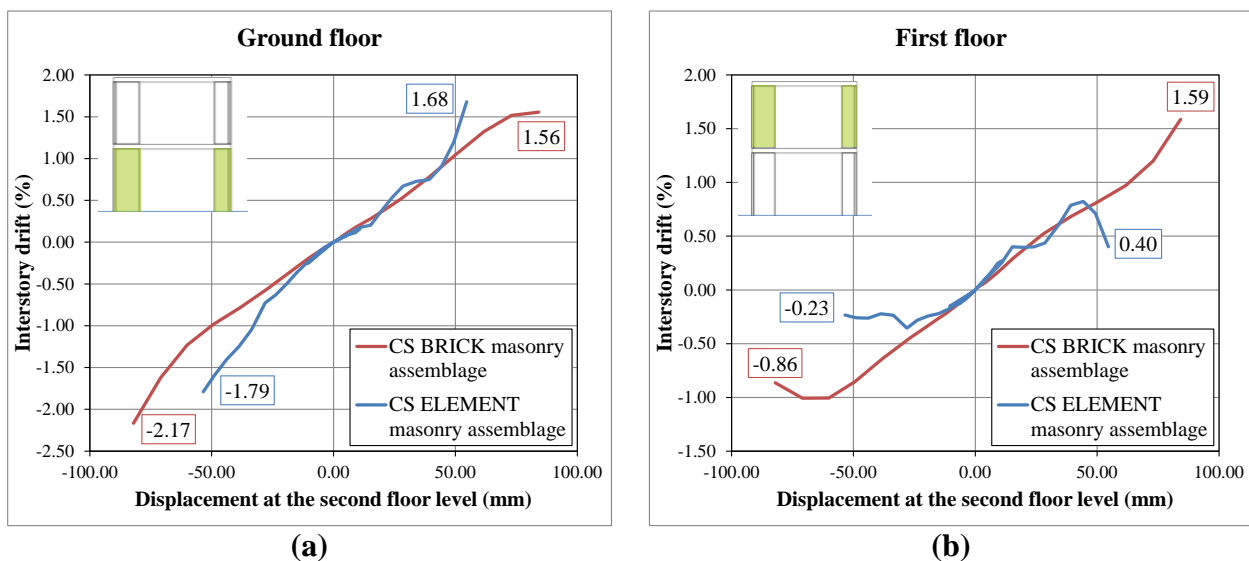 Ground floor
2.00
1.50
1.00
0.50
0.00
-0.50
-1.00
-1.50
-2.00
-2.50
Interstory drift (%)
1.68
1.56
-1.79
-2.17
CS BRICK masonry
assemblage
CS ELEMENT
masonry assemblage
-100.00 -50.00 0.00 50.00 100.00
Displacement at the second floor level (mm)
(a)
First floor
2.00
1.50
1.00
0.50
0.00
-0.50
-1.00
-1.50
Interstory drift (%)
1.59
0.40
-0.23
-0.86
CS BRICK masonry
assemblage
CS ELEMENT
masonry assemblage
-100.00 -50.00 0.00 50.00 100.00
Displacement at the second floor level (mm)
(b)